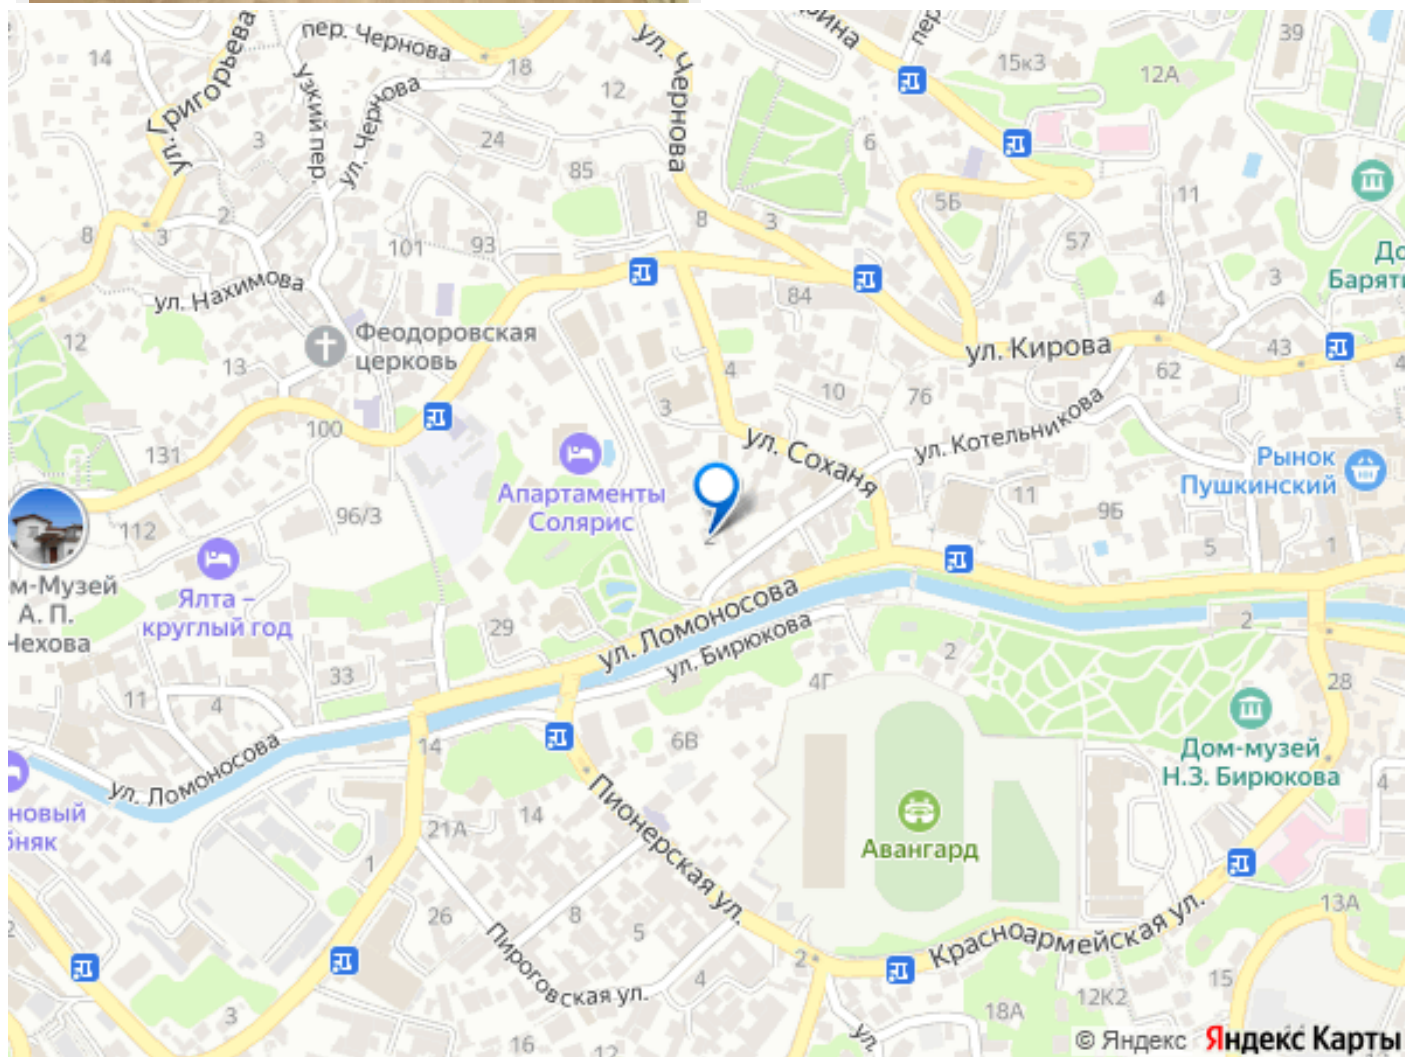 14
ул. Григорьева
пер. Чернова
18
ул. Чернова
пер.
15к3
12А
39
узкий пер.
ул. Чернова
3
24
12
85
6
2
3
8
101
93
8
3
5Б
11
57
3
4
ул. Нахимова
12
Феодоровская
церковь
13
84
ул. Кирова
43
62
4
10
76
3
100
131
ул. Соханя
ул. Котельникова
Рынок
Пушкинский
Апартаменты
Солярис
96/3
112
11
9Б
5
1
2
м-Музей
А. П.
Чехова
Ялта –
круглый год
29
ул. Ломоносова
ул. Бирюкова
2
2
33
11
4
4Г
28
14
6В
Дом-музей
Н.З. Бирюкова
4
ул. Ломоносова
новый
21А
14
1
Пионерская ул.
Авангард
26
8
5
Пироговская ул.
4
2
Красноармейская ул.
13А
15
12К2
18А
3
16
12
ул.
© Яндекс Яндекс Карты